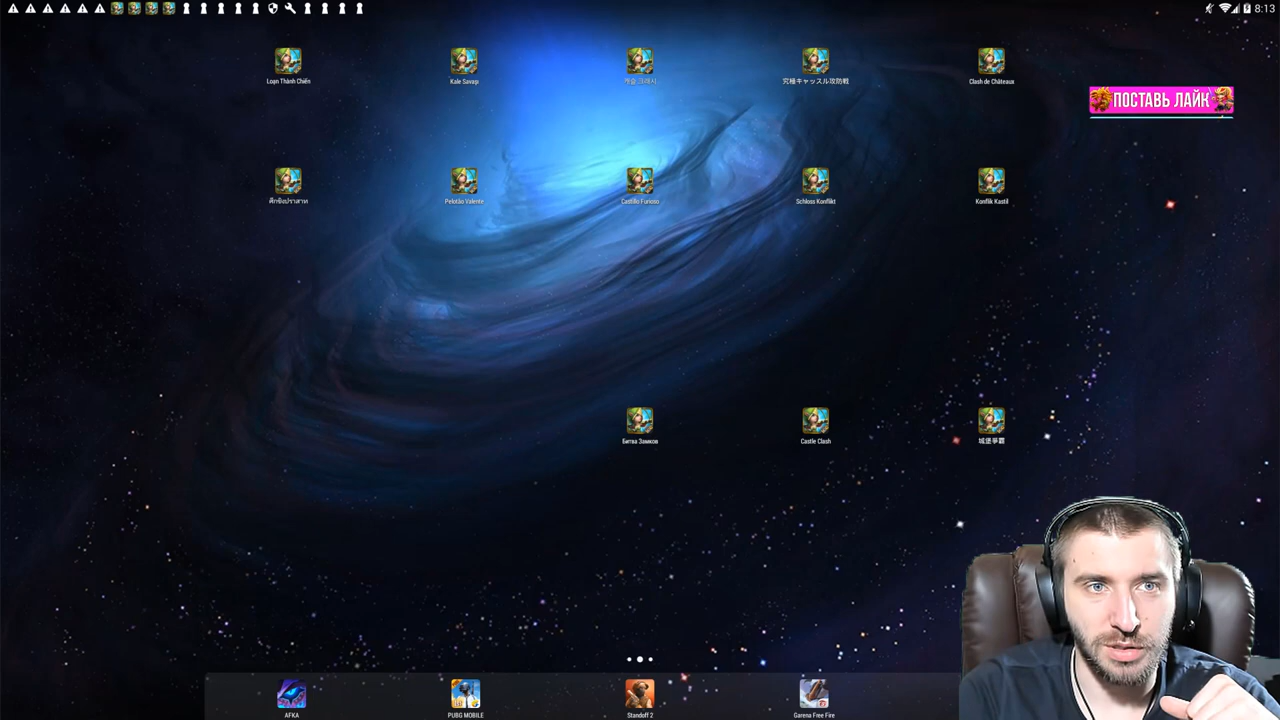 8:13
Loạn Thành Chiến
Kale Savaşı
캐슬 크래시
究極キャッスル攻防戦
Clash de Châteaux
ПОСТАВЬ ЛАЙК
ศึกชิงปราสาท
Pelotão Valente
Castillo Furioso
Schloss Konflikt
Konflik Kastil
Битва Замков
Castle Clash
城堡爭霸
AFKA
PUBG MOBILE
Standoff 2
Garena Free Fire